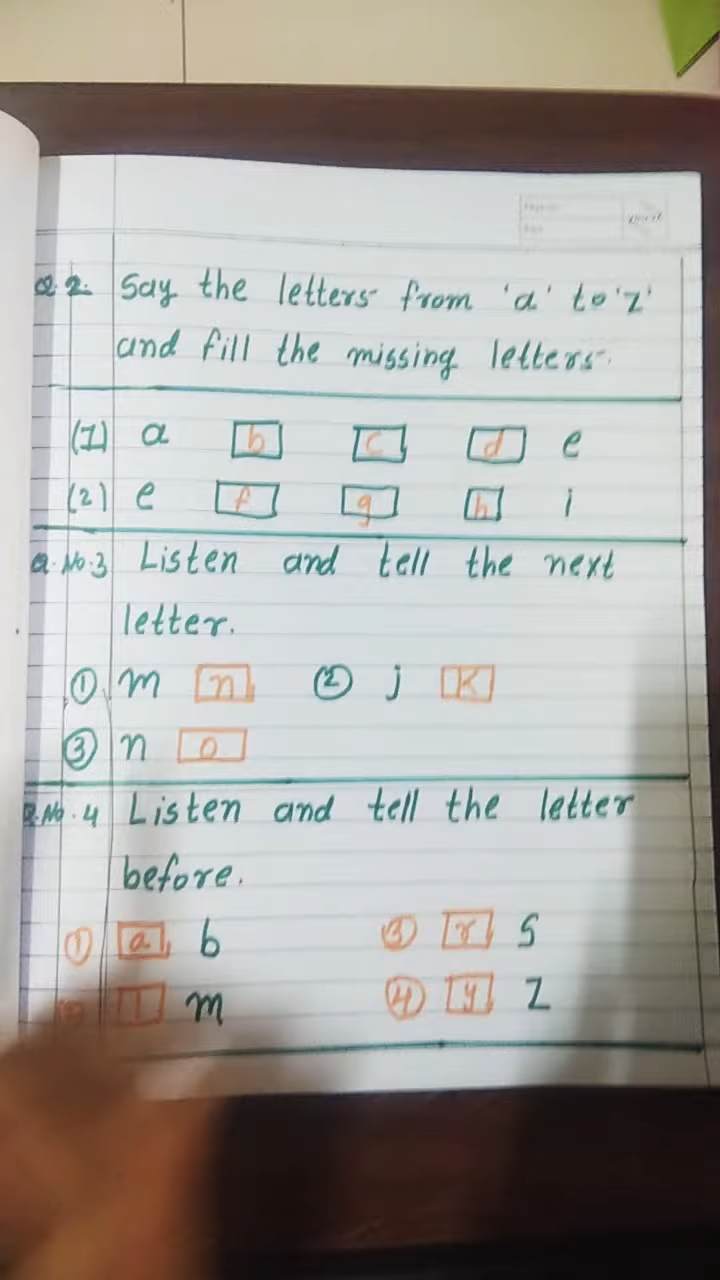 Q.2. Say the letters from 'a' to 'z'
and fill the missing letters.
(1) a b c d e
(2) e f g h i
Q.No.3 Listen and tell the next
letter.
① m n ② j K
③ n o
Q.No.4 Listen and tell the letter
before.
① a b ③ r s
l m ④ y z